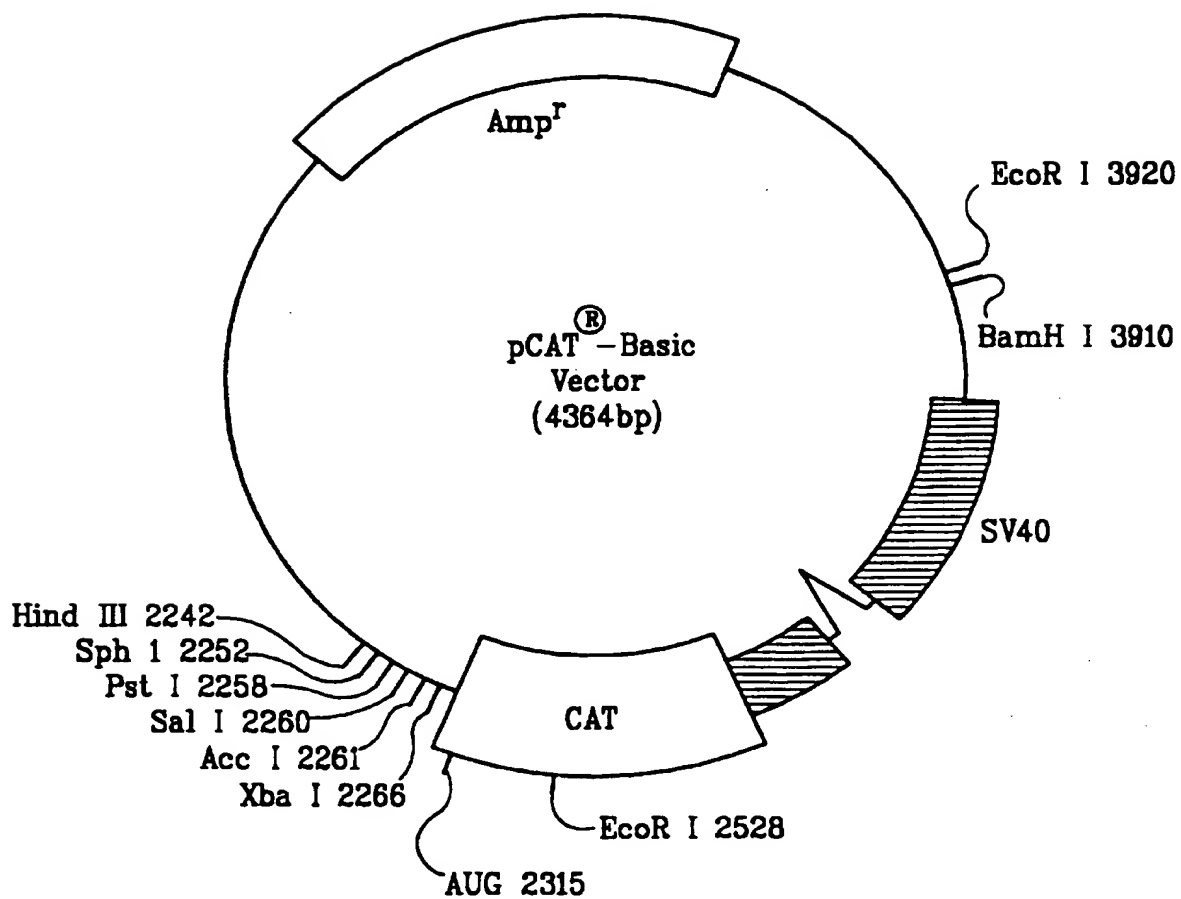 Amp^r
EcoR I 3920
BamH I 3910
pCAT®-Basic
Vector
(4364bp)
SV40
Hind III 2242
Sph 1 2252
Pst I 2258
Sal I 2260
Acc I 2261
Xba I 2266
CAT
EcoR I 2528
AUG 2315